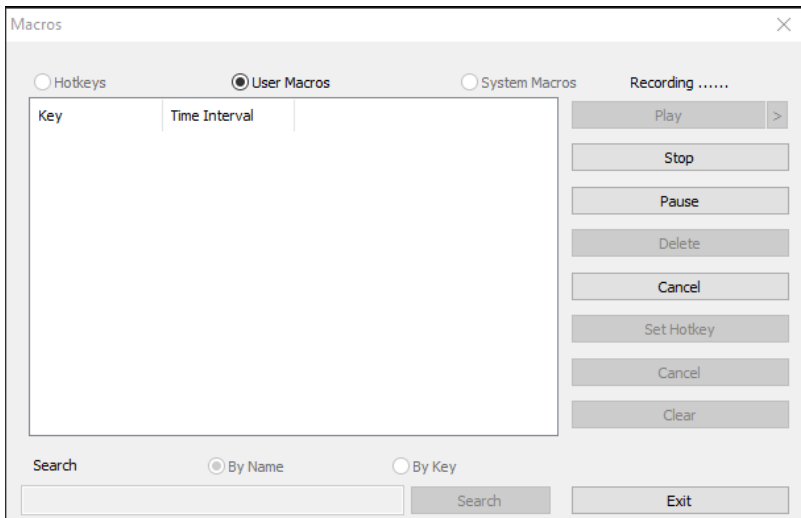 Macros
Hotkeys User Macros System Macros Recording ......
Key Time Interval
Play >
Stop
Pause
Delete
Cancel
Set Hotkey
Cancel
Clear
Search By Name By Key
Search Exit